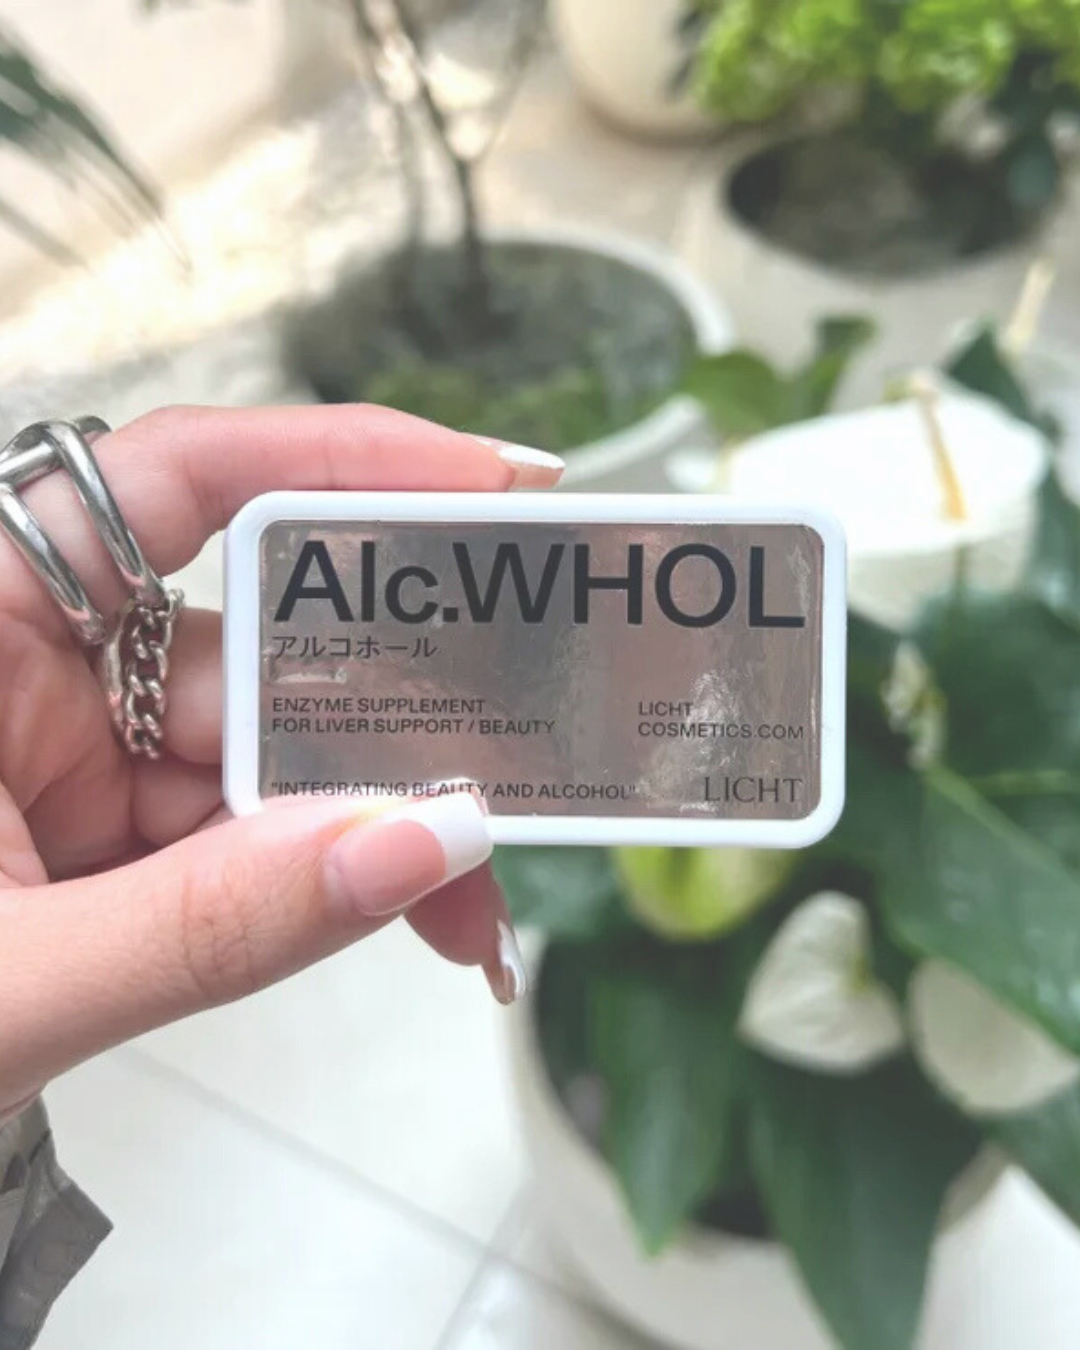 Alc.WHOL
アルコホール
ENZYME SUPPLEMENT
FOR LIVER SUPPORT / BEAUTY
LICHT
COSMETICS.COM
"INTEGRATING BEAUTY AND ALCOHOL"
LICHT